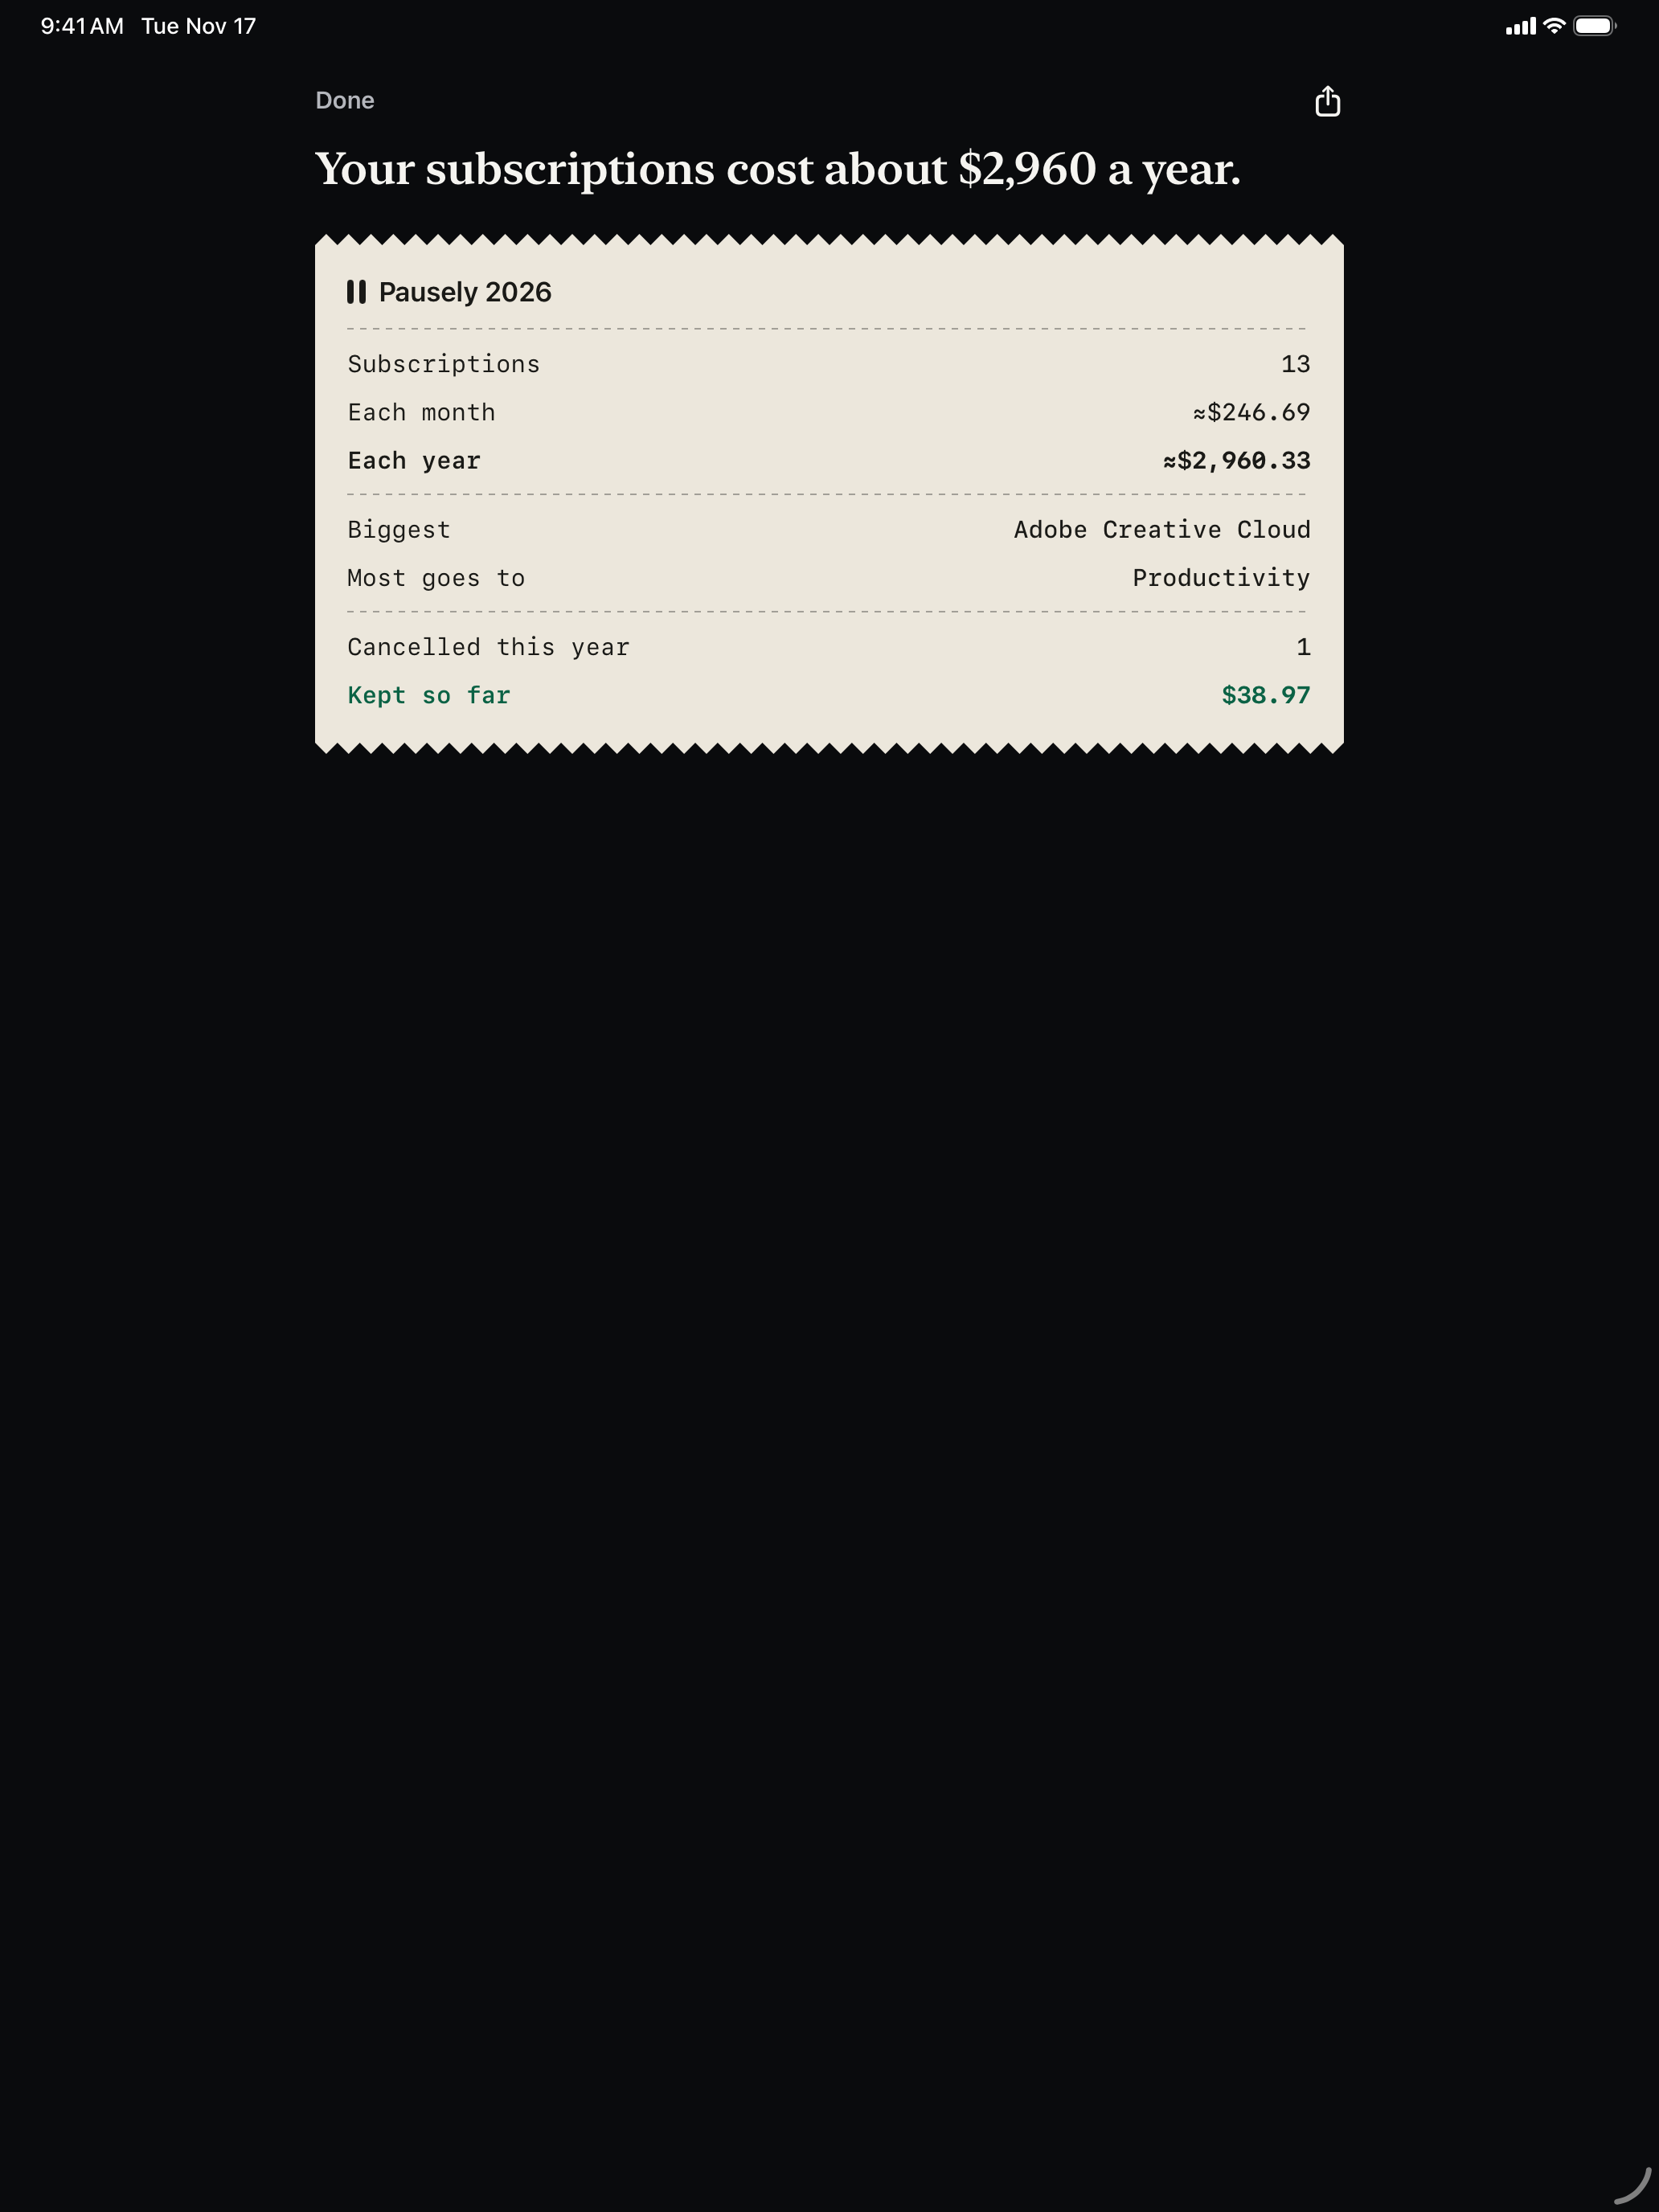 9:41 AM Tue Nov 17
Done
Your subscriptions cost about $2,960 a year.
Pausely 2026
Subscriptions 13
Each month ≈$246.69
Each year ≈$2,960.33
Biggest Adobe Creative Cloud
Most goes to Productivity
Cancelled this year 1
Kept so far $38.97